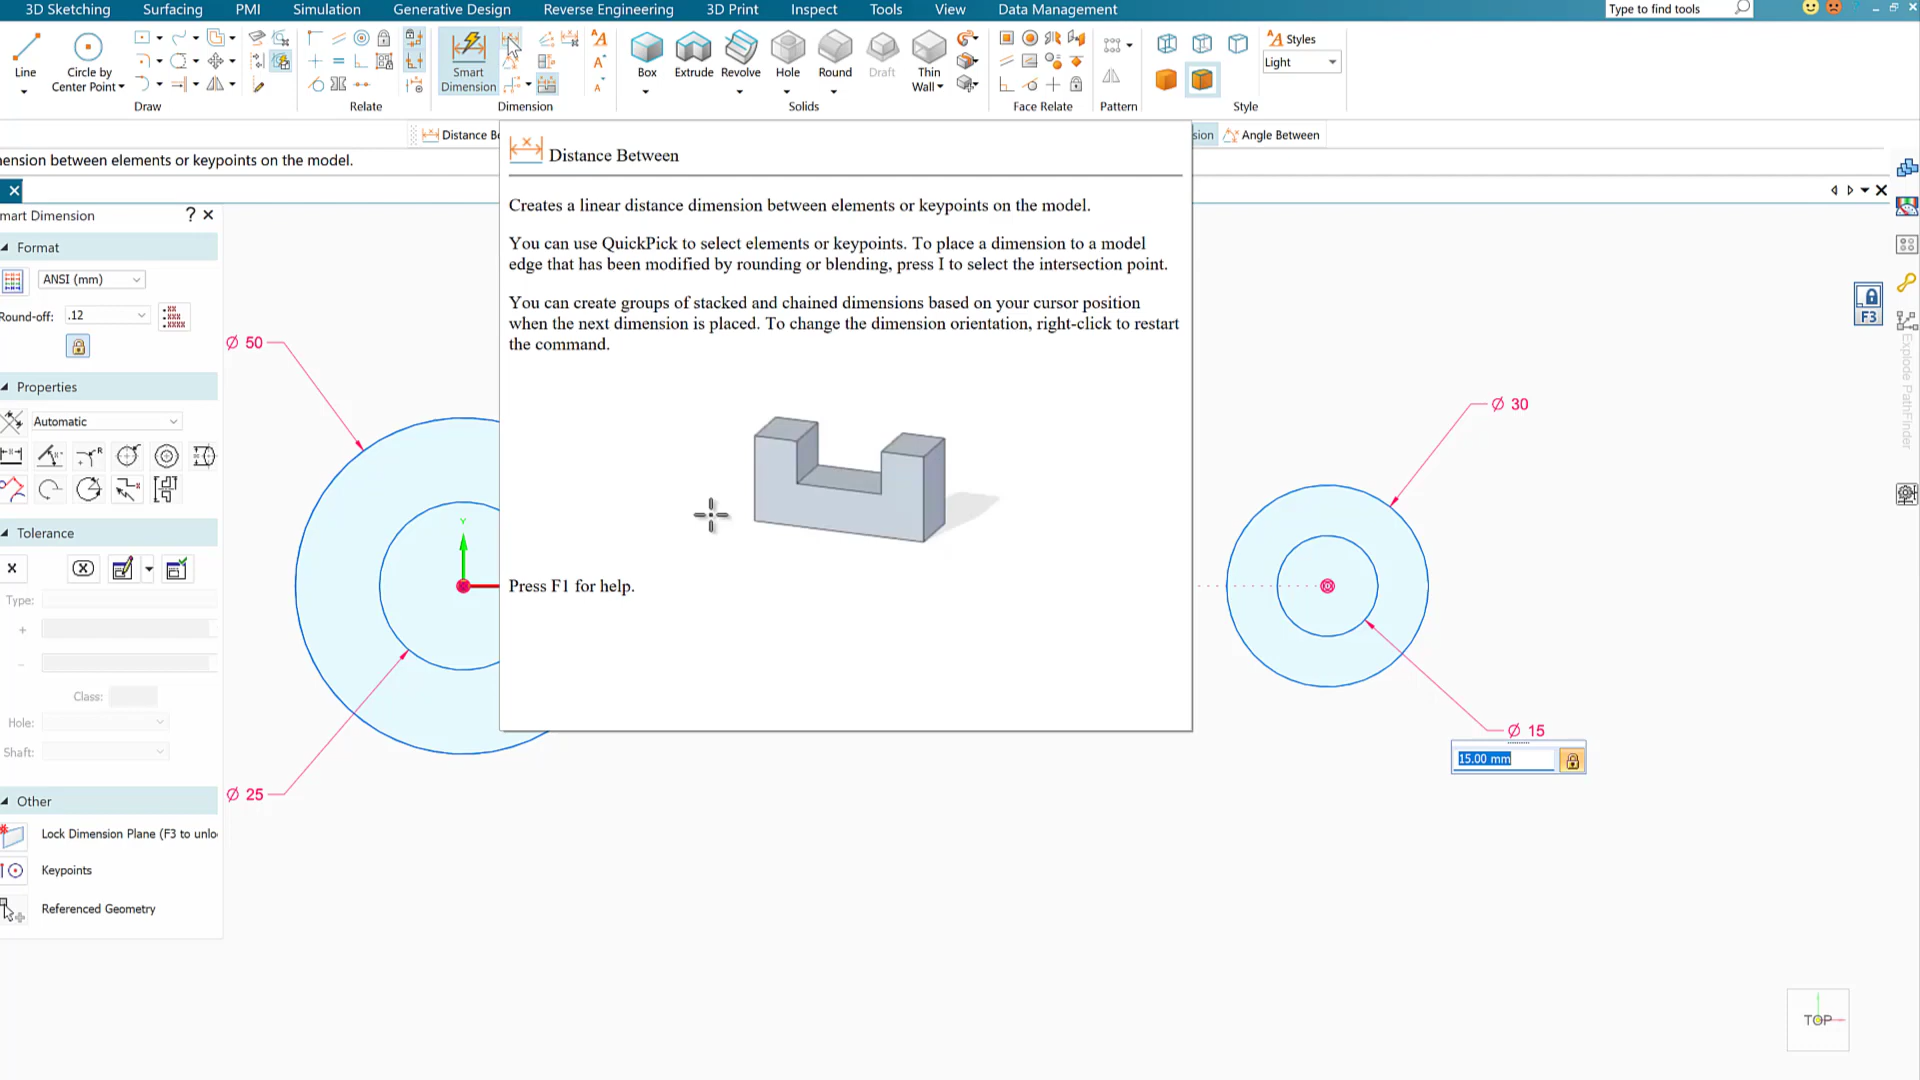 3D Sketching Surfacing PMI Simulation Generative Design Reverse Engineering 3D Print Inspect Tools View Data Management Type to find tools
Line
Circle by
Center Point
Draw
Relate
Smart
Dimension
Dimension
Box Extrude Revolve Hole Round Draft Thin
Wall
Solids
Face Relate
Pattern
Styles
Light
Style
Distance Be
sion Angle Between
ension between elements or keypoints on the model.
mart Dimension ?
Format
ANSI (mm)
Round-off: .12
Properties
Automatic
Tolerance
Type:
+
-
Class:
Hole:
Shaft:
Other
Lock Dimension Plane (F3 to unlo
Keypoints
Referenced Geometry
Distance Between
Creates a linear distance dimension between elements or keypoints on the model.
You can use QuickPick to select elements or keypoints. To place a dimension to a model
edge that has been modified by rounding or blending, press I to select the intersection point.
You can create groups of stacked and chained dimensions based on your cursor position
when the next dimension is placed. To change the dimension orientation, right-click to restart
the command.
Press F1 for help.
Ø 50
Ø 25
Y
Ø 30
Ø 15
15.00 mm
F3
Explode PathFinder
TOP